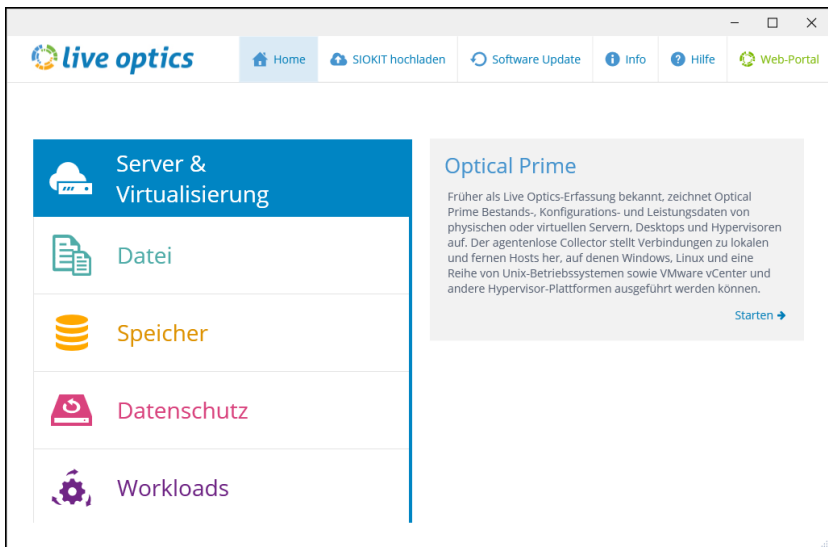 live optics
Home
SIOKIT hochladen
Software Update
Info
Hilfe
Web-Portal
Server &
Virtualisierung
Datei
Speicher
Datenschutz
Workloads
Optical Prime
Früher als Live Optics-Erfassung bekannt, zeichnet Optical
Prime Bestands-, Konfigurations- und Leistungsdaten von
physischen oder virtuellen Servern, Desktops und Hypervisoren
auf. Der agentenlose Collector stellt Verbindungen zu lokalen
und fernen Hosts her, auf denen Windows, Linux und eine
Reihe von Unix-Betriebssystemen sowie VMware vCenter und
andere Hypervisor-Plattformen ausgeführt werden können.
Starten